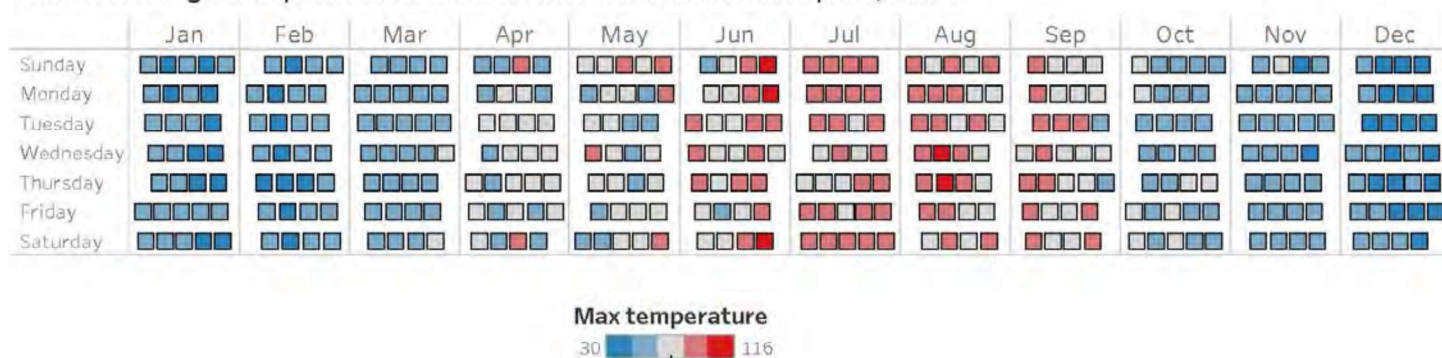 Jan Feb Mar Apr May Jun Jul Aug Sep Oct Nov Dec
Sunday
Monday
Tuesday
Wednesday
Thursday
Friday
Saturday
Max temperature
30 116